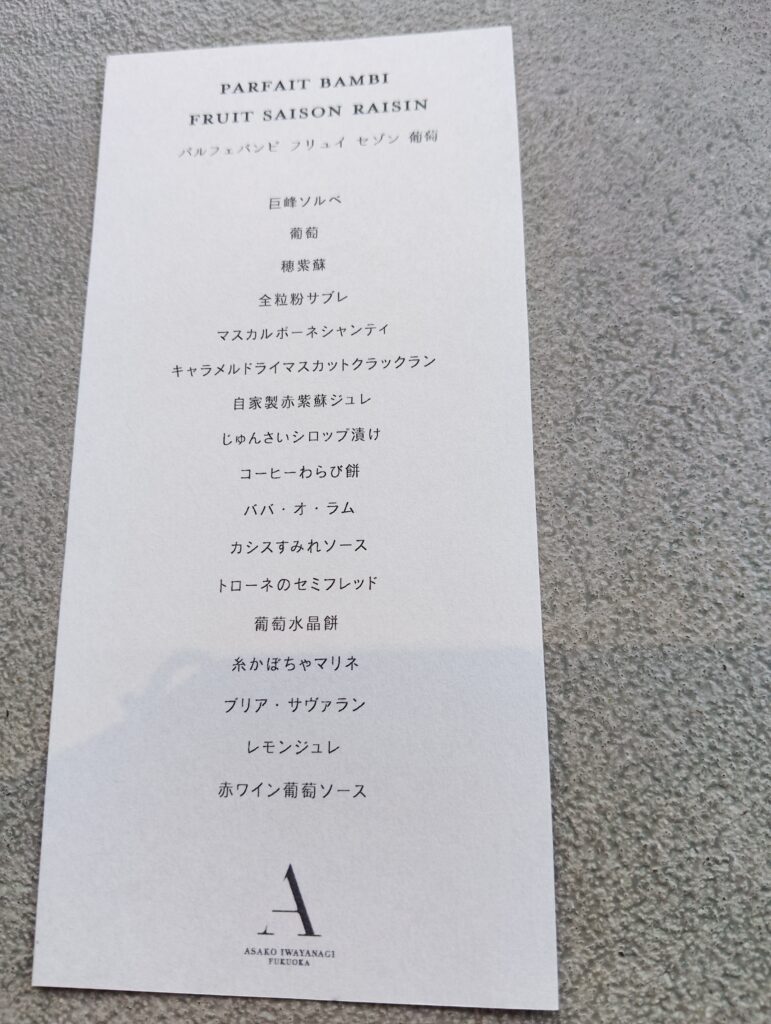 PARFAIT BAMBI
FRUIT SAISON RAISIN
パルフェバンビ フリュイ セゾン 葡萄
巨峰ソルベ
葡萄
穂紫蘇
全粒粉サブレ
マスカルポーネシャンティ
キャラメルドライマスカットクラックラン
自家製赤紫蘇ジュレ
じゅんさいシロップ漬け
コーヒーわらび餅
ババ・オ・ラム
カシスすみれソース
トローネのセミフレッド
葡萄水晶餅
糸かぼちゃマリネ
ブリア・サヴァラン
レモンジュレ
赤ワイン葡萄ソース
A
ASAKO IWAYANAGI
FUKUOKA